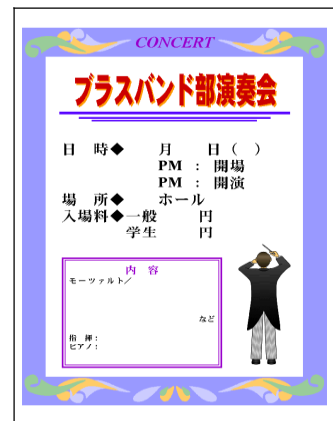 CONCERT
ブラスバンド部演奏会
日　時◆　　月　　日（　）
PM ： 開場
PM ： 開演
場　所◆　　ホール
入場料◆一般　　　円
学生　　　円
内　容
モーツァルト／
など
指　揮：
ピアノ：